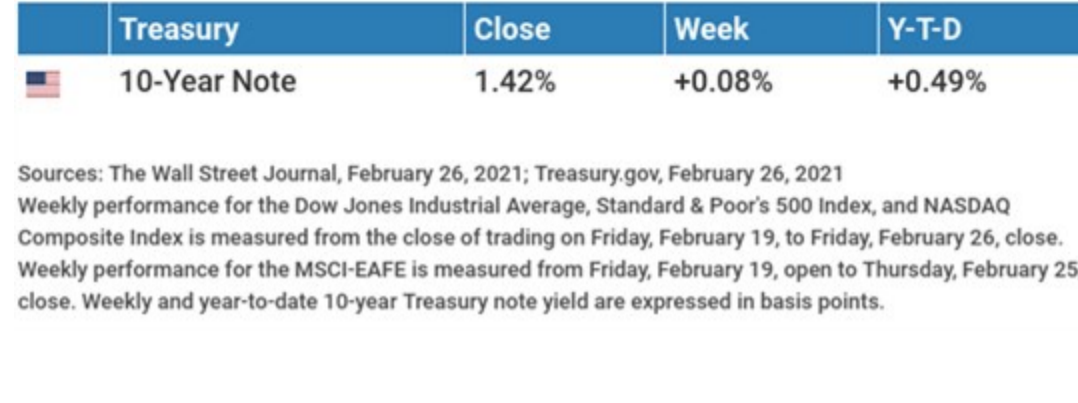 Treasury Close Week Y-T-D
10-Year Note 1.42% +0.08% +0.49%
Sources: The Wall Street Journal, February 26, 2021; Treasury.gov, February 26, 2021
Weekly performance for the Dow Jones Industrial Average, Standard & Poor's 500 Index, and NASDAQ
Composite Index is measured from the close of trading on Friday, February 19, to Friday, February 26, close.
Weekly performance for the MSCI-EAFE is measured from Friday, February 19, open to Thursday, February 25
close. Weekly and year-to-date 10-year Treasury note yield are expressed in basis points.